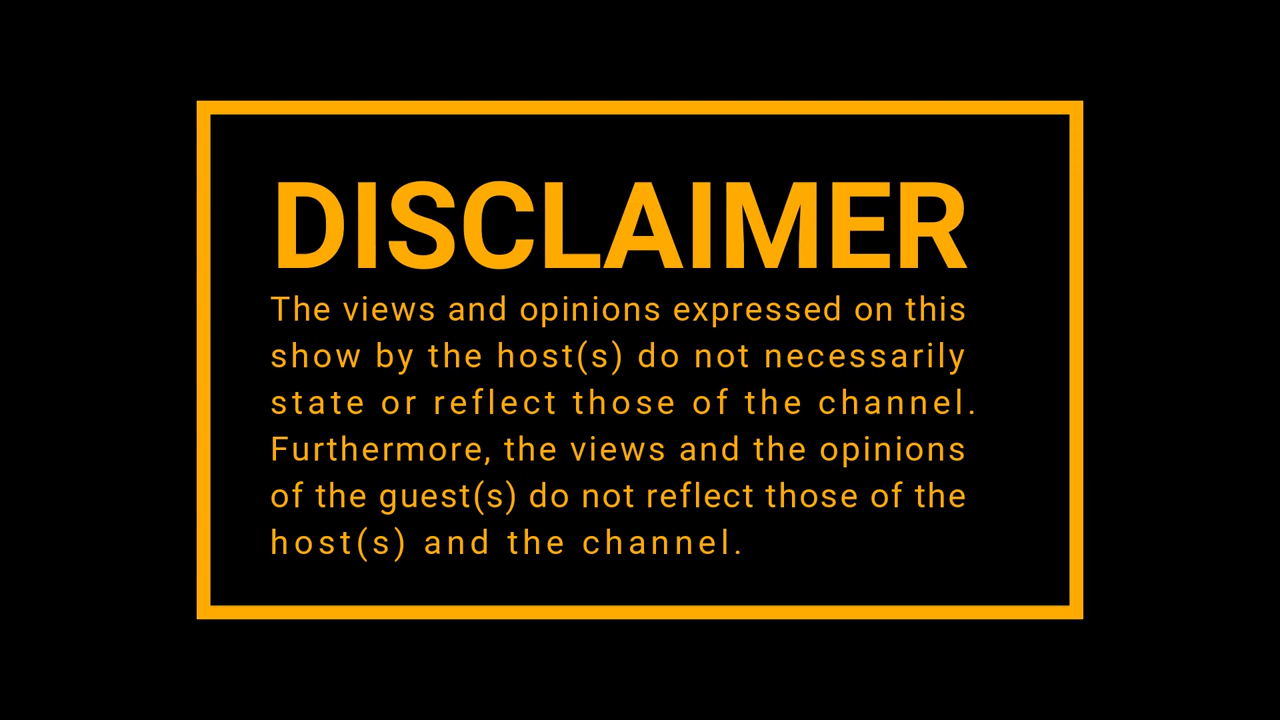 DISCLAIMER
The views and opinions expressed on this
show by the host(s) do not necessarily
state or reflect those of the channel.
Furthermore, the views and the opinions
of the guest(s) do not reflect those of the
host(s) and the channel.